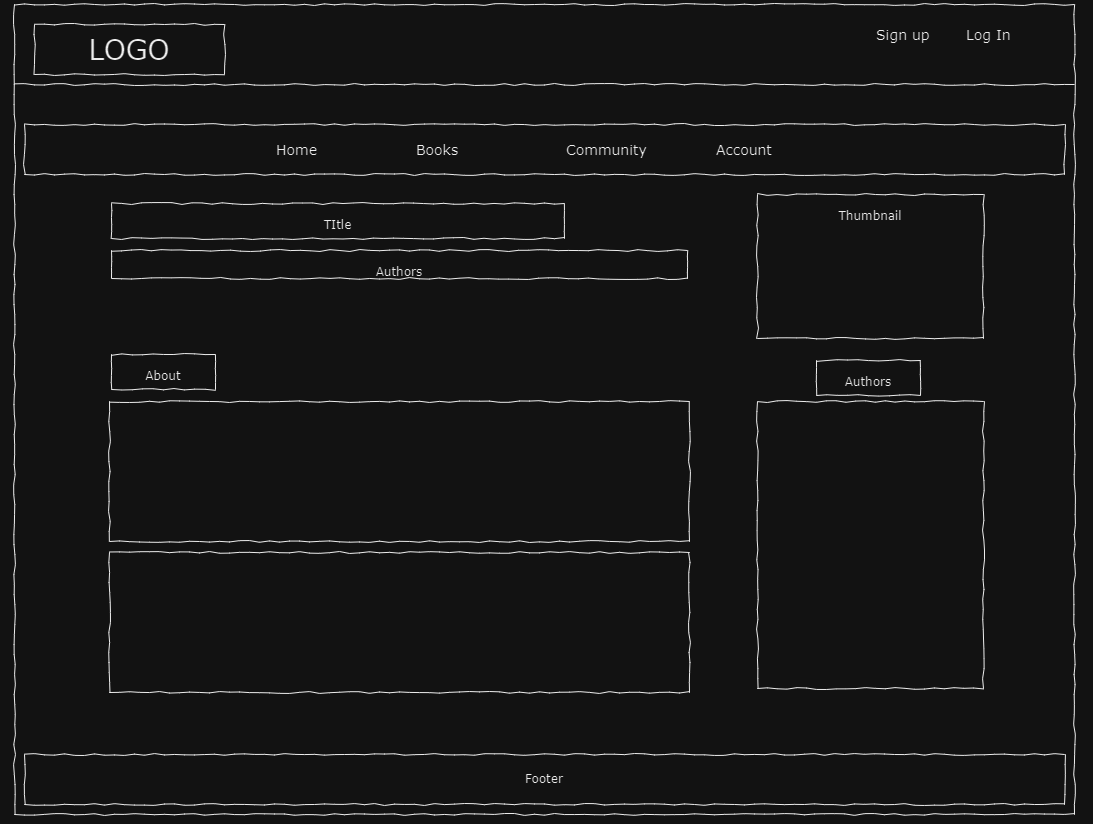 LOGO
Sign up Log In
Home Books Community Account
TItle
Thumbnail
Authors
About
Authors
Footer